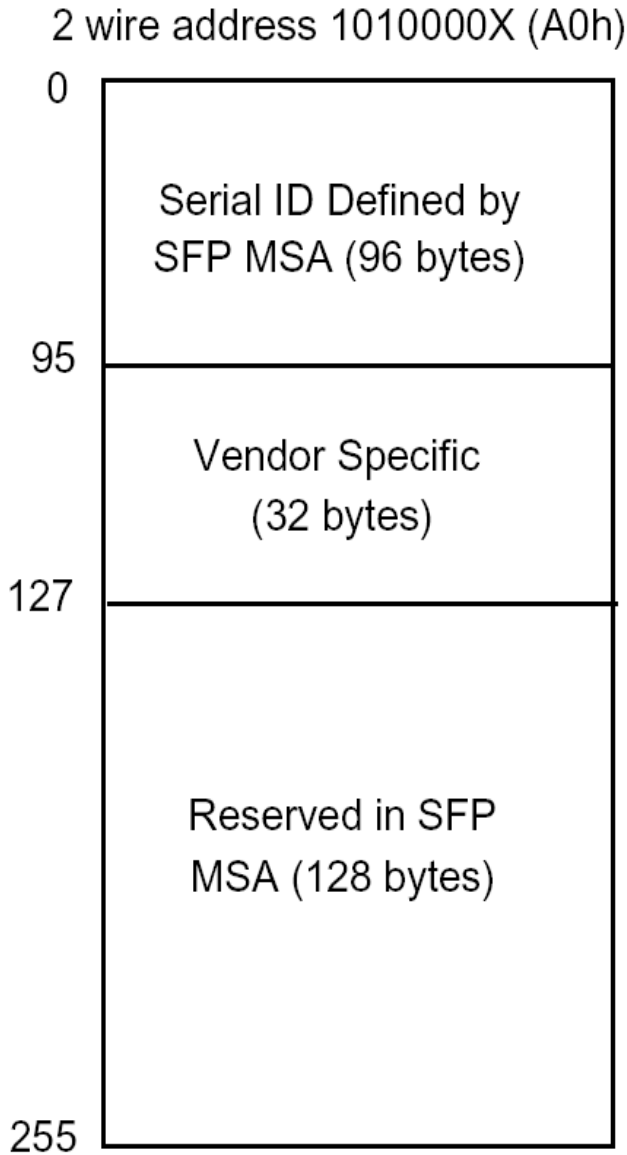 2 wire address 1010000X (A0h)
0
Serial ID Defined by
SFP MSA (96 bytes)
95
Vendor Specific
(32 bytes)
127
Reserved in SFP
MSA (128 bytes)
255